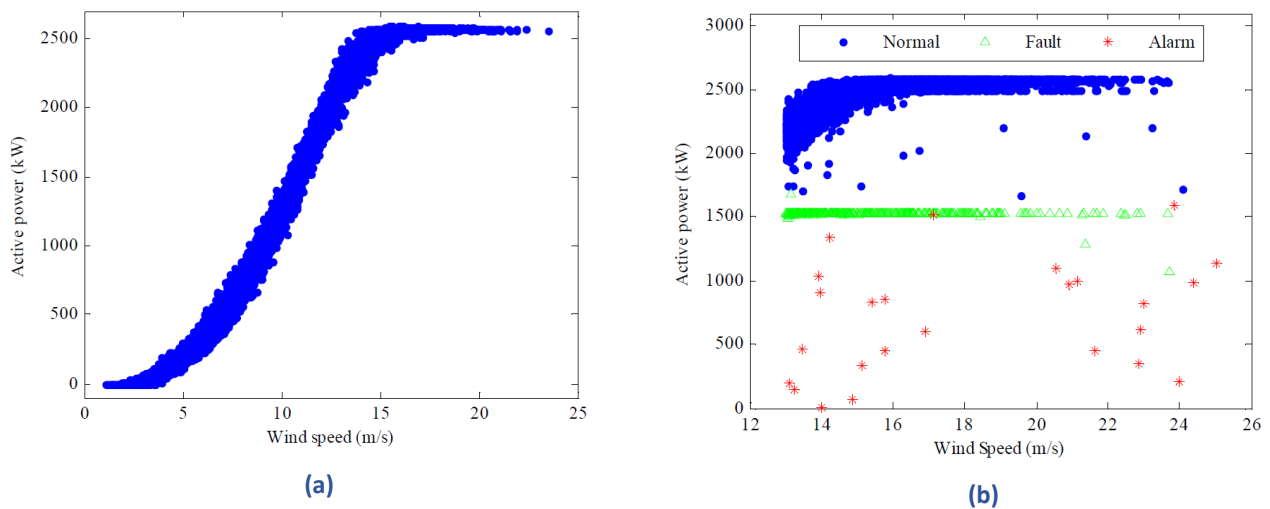 2500
2000
1500
1000
500
0
Active power (kW)
0 5 10 15 20 25
Wind speed (m/s)
(a)
3000
2500
2000
1500
1000
500
0
Active power (kW)
Normal Fault Alarm
12 14 16 18 20 22 24 26
Wind Speed (m/s)
(b)